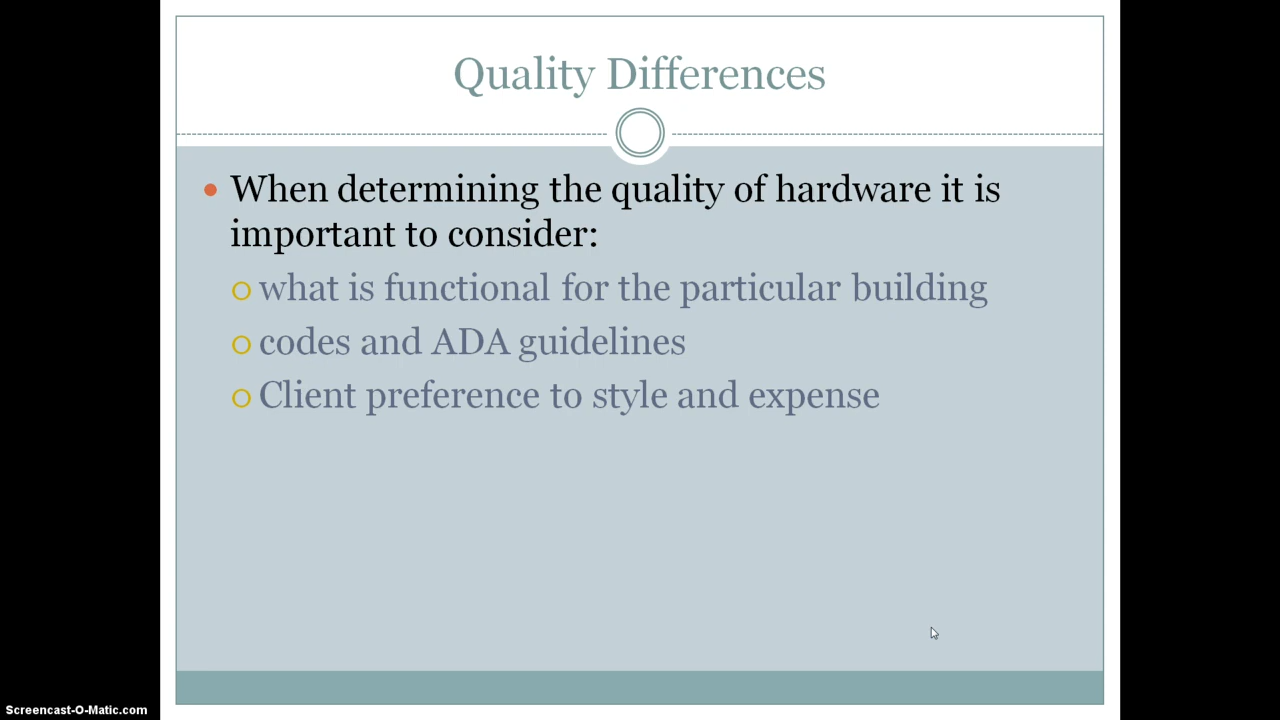 Quality Differences
When determining the quality of hardware it is
important to consider:
what is functional for the particular building
codes and ADA guidelines
Client preference to style and expense
Screencast-O-Matic.com